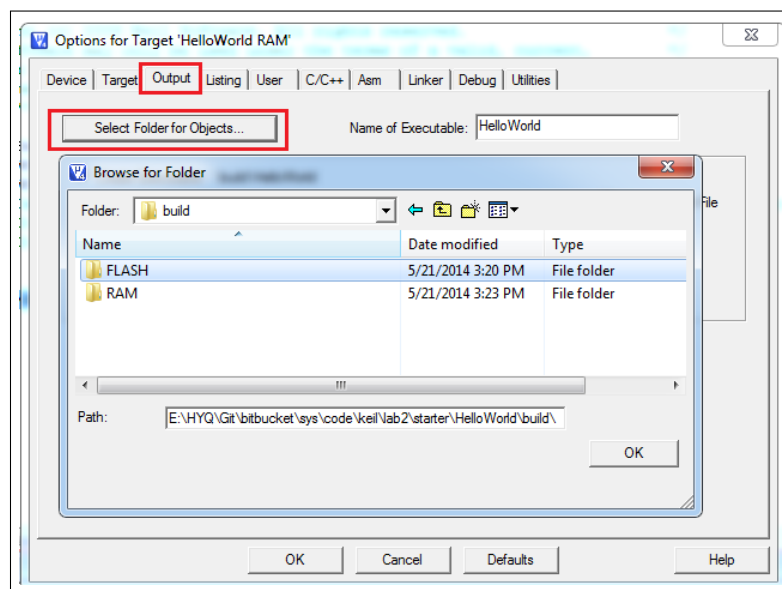 Options for Target 'HelloWorld RAM'
Device Target Output Listing User C/C++ Asm Linker Debug Utilities
Select Folder for Objects... Name of Executable: HelloWorld
Browse for Folder
File
Folder: build
Name Date modified Type
FLASH 5/21/2014 3:20 PM File folder
RAM 5/21/2014 3:23 PM File folder
Path: E:\HYQ\Git\bitbucket\sys\code\keil\lab2\starter\HelloWorld\build\
OK
OK Cancel Defaults Help